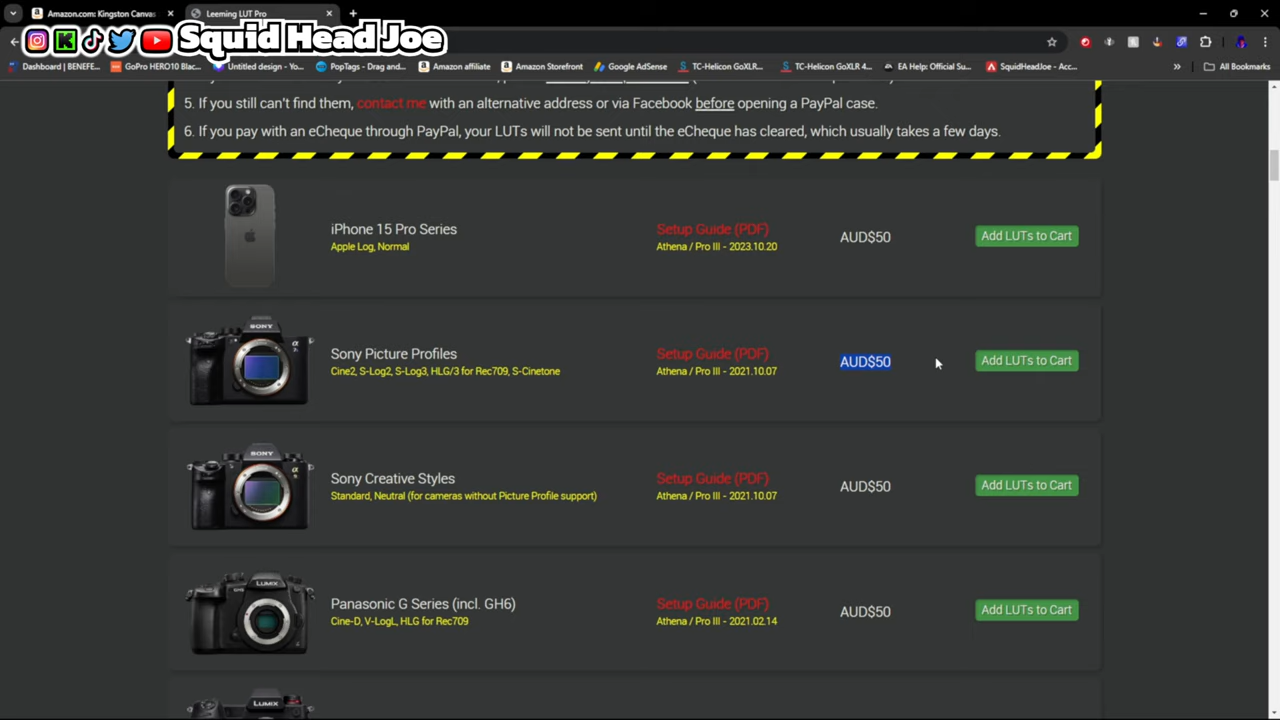 Amazon.com: Kingston Canvas
Leeming LUT Pro
Squid Head Joe
Dashboard | BENEFE...
GoPro HERO10 Blac...
Untitled design - Yo...
PopTags - Drag and...
Amazon affiliate
Amazon Storefront
Google AdSense
TC-Helicon GoXLR...
TC-Helicon GoXLR 4...
EA Help: Official Su...
SquidHeadJoe - Acc...
All Bookmarks
5. If you still can't find them, contact me with an alternative address or via Facebook before opening a PayPal case.
6. If you pay with an eCheque through PayPal, your LUTs will not be sent until the eCheque has cleared, which usually takes a few days.
iPhone 15 Pro Series
Apple Log, Normal
Setup Guide (PDF)
Athena / Pro III - 2023.10.20
AUD$50
Add LUTs to Cart
SONY
Sony Picture Profiles
Cine2, S-Log2, S-Log3, HLG/3 for Rec709, S-Cinetone
Setup Guide (PDF)
Athena / Pro III - 2021.10.07
AUD$50
Add LUTs to Cart
SONY
Sony Creative Styles
Standard, Neutral (for cameras without Picture Profile support)
Setup Guide (PDF)
Athena / Pro III - 2021.10.07
AUD$50
Add LUTs to Cart
LUMIX
Panasonic G Series (incl. GH6)
Cine-D, V-LogL, HLG for Rec709
Setup Guide (PDF)
Athena / Pro III - 2021.02.14
AUD$50
Add LUTs to Cart
LUMIX